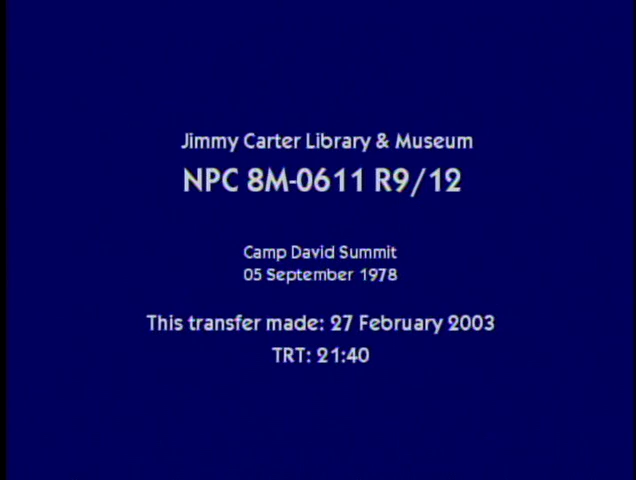 Jimmy Carter Library & Museum
NPC 8M-0611 R9/12
Camp David Summit
05 September 1978
This transfer made: 27 February 2003
TRT: 21:40